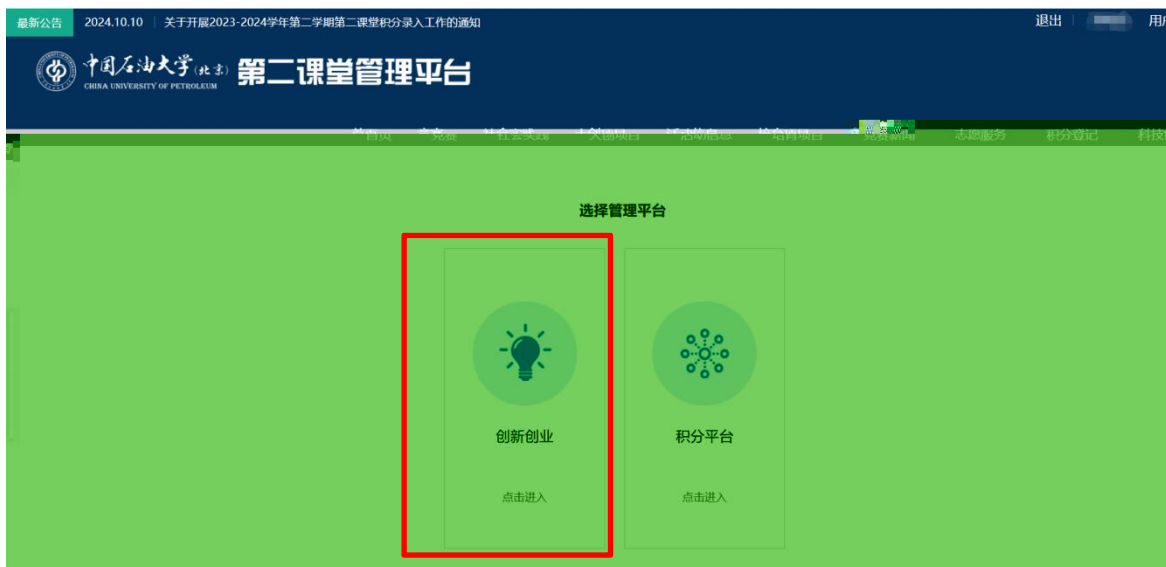 最新公告 2024.10.10 关于开展2023-2024学年第二学期第二课堂积分录入工作的通知 退出
中国石油大学(北京) 第二课堂管理平台
CHINA UNIVERSITY OF PETROLEUM
志愿服务 积分登记 科技
选择管理平台
创新创业 积分平台
点击进入 点击进入